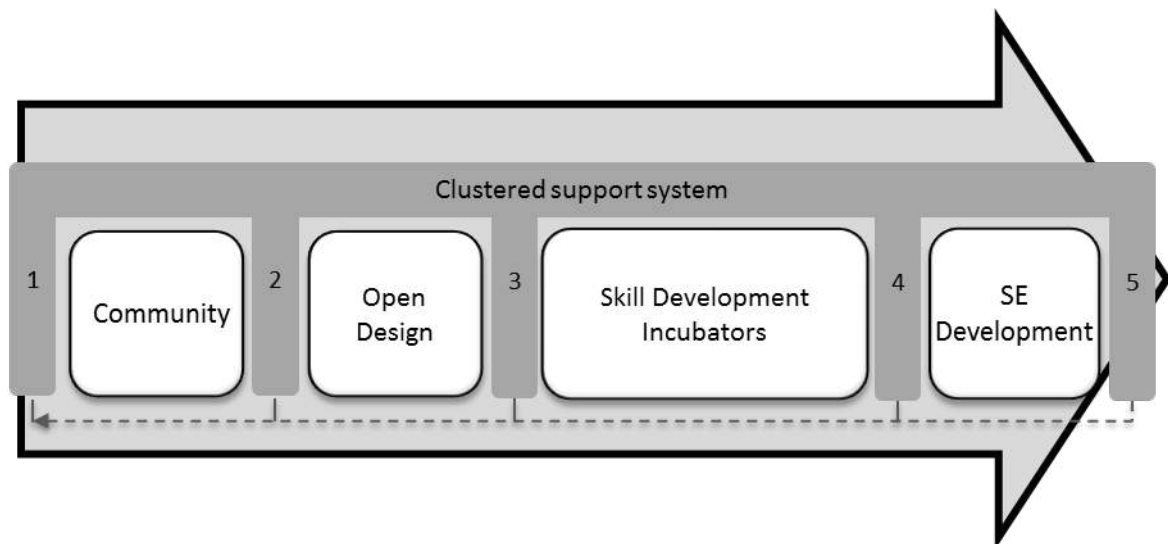 Clustered support system
1
Community
2
Open
Design
3
Skill Development
Incubators
4
SE
Development
5